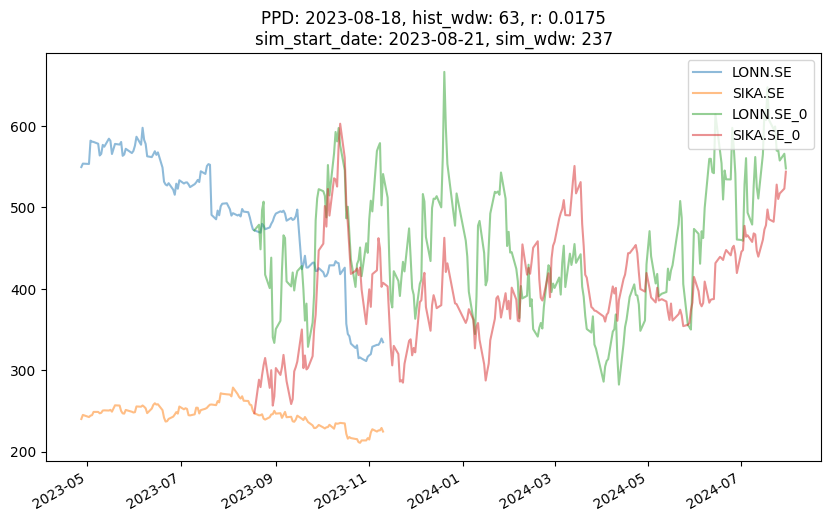 PPD: 2023-08-18, hist_wdw: 63, r: 0.0175
sim_start_date: 2023-08-21, sim_wdw: 237
LONN.SE
SIKA.SE
LONN.SE_0
SIKA.SE_0
600
500
400
300
200
2023-05
2023-07
2023-09
2023-11
2024-01
2024-03
2024-05
2024-07